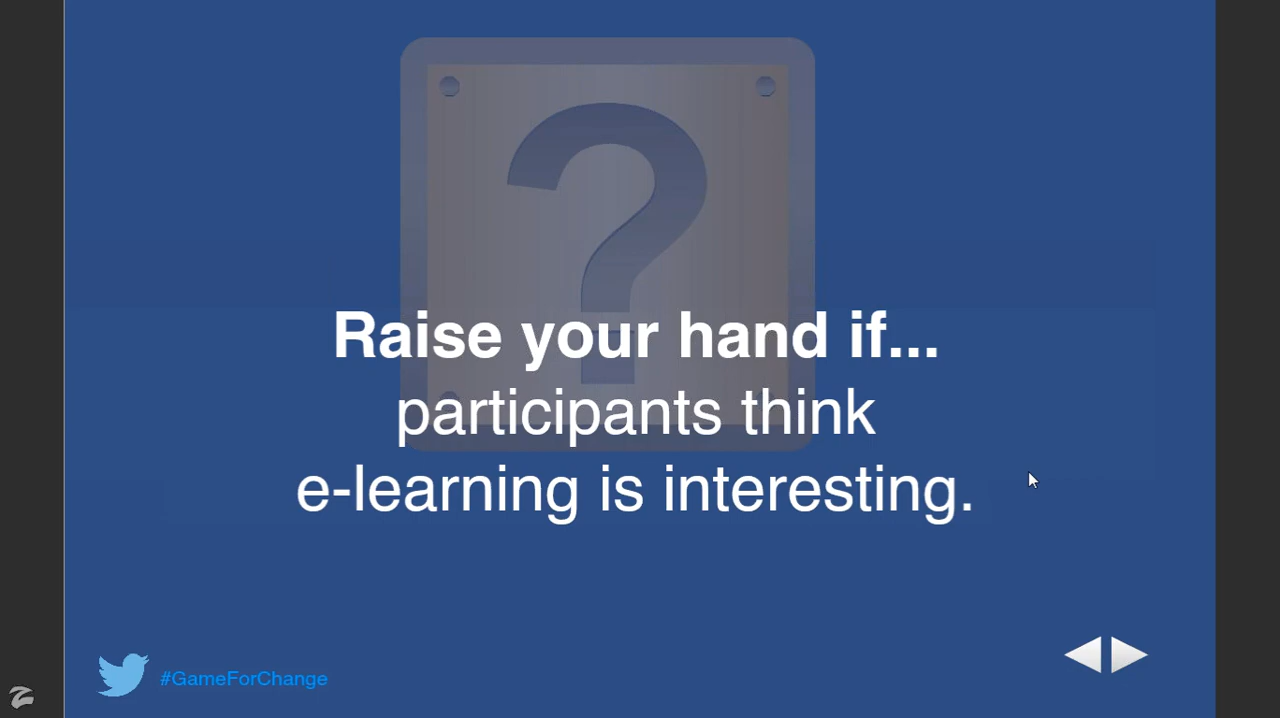 ?
Raise your hand if...
participants think
e-learning is interesting.
#GameForChange